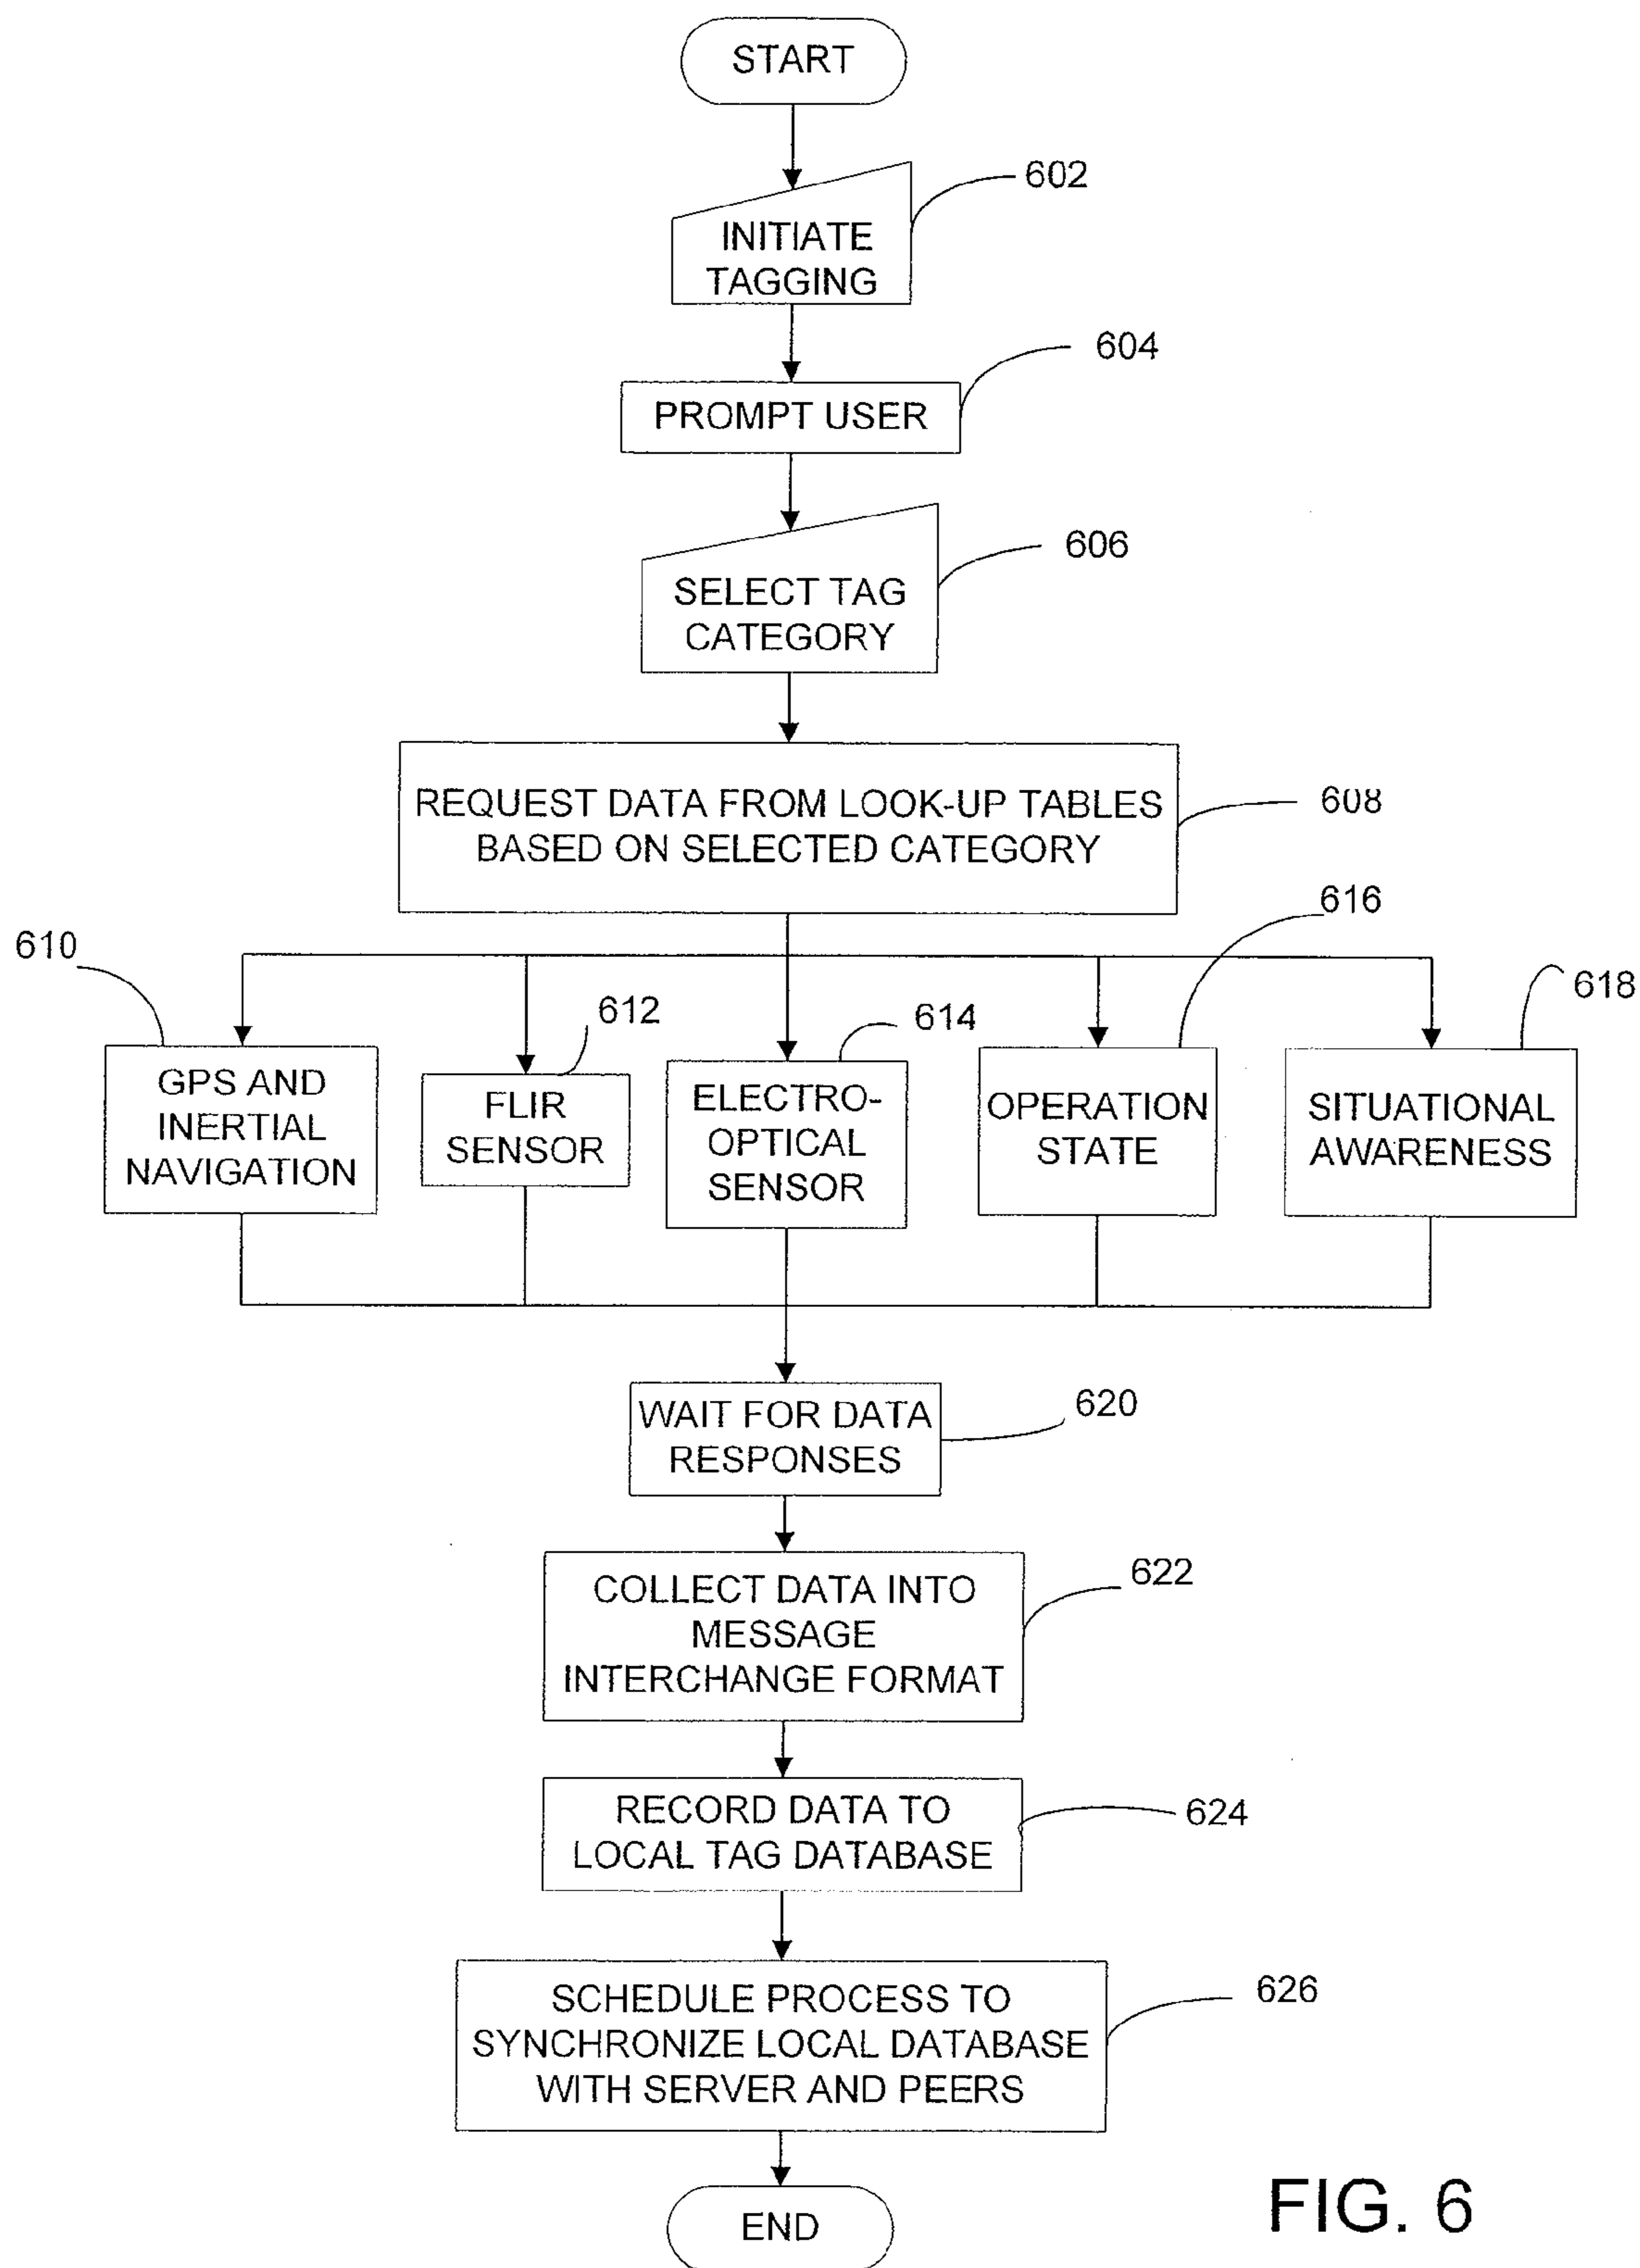 START
602
INITIATE
TAGGING
604
PROMPT USER
606
SELECT TAG
CATEGORY
REQUEST DATA FROM LOOK-UP TABLES
BASED ON SELECTED CATEGORY
608
610
612
614
616
618
GPS AND
INERTIAL
NAVIGATION
FLIR
SENSOR
ELECTRO-
OPTICAL
SENSOR
OPERATION
STATE
SITUATIONAL
AWARENESS
WAIT FOR DATA
RESPONSES
620
COLLECT DATA INTO
MESSAGE
INTERCHANGE FORMAT
622
RECORD DATA TO
LOCAL TAG DATABASE
624
SCHEDULE PROCESS TO
SYNCHRONIZE LOCAL DATABASE
WITH SERVER AND PEERS
626
END
FIG. 6